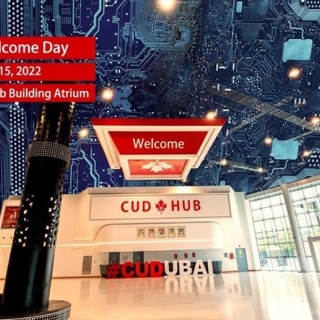 lcome Day
15, 2022
b Building Atrium
Welcome
CUD HUB
#CUDUBAI